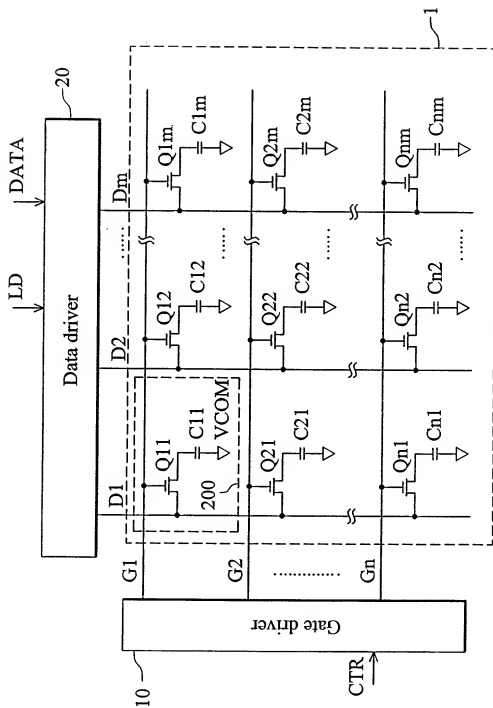 LD
DATA
20
Data driver
D1
D2
Dm
1
G1
Q11
C11
VCOM
200
Q12
C12
Q1m
C1m
G2
Q21
C21
Q22
C22
Q2m
C2m
Gn
Qn1
Cn1
Qn2
Cn2
Qnm
Cnm
10
Gate driver
CTR